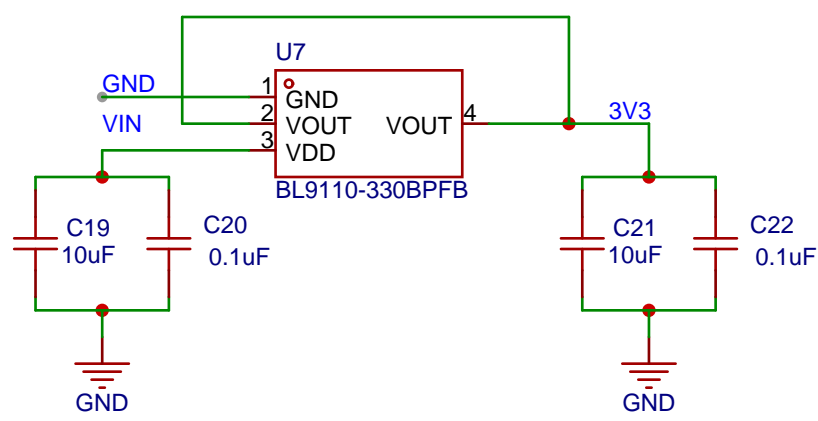 U7
GND
1
GND
VIN
2
VOUT
VOUT
4
3V3
3
VDD
BL9110-330BPFB
C19
10uF
C20
0.1uF
C21
10uF
C22
0.1uF
GND
GND